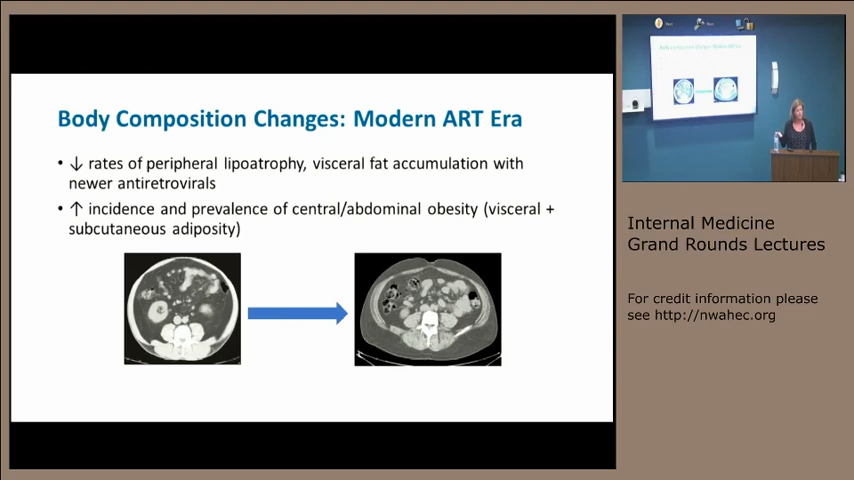 Body Composition Changes: Modern ART Era
• ↓ rates of peripheral lipoatrophy, visceral fat accumulation with
newer antiretrovirals
• ↑ incidence and prevalence of central/abdominal obesity (visceral +
subcutaneous adiposity)
Internal Medicine
Grand Rounds Lectures
For credit information please
see http://nwahec.org